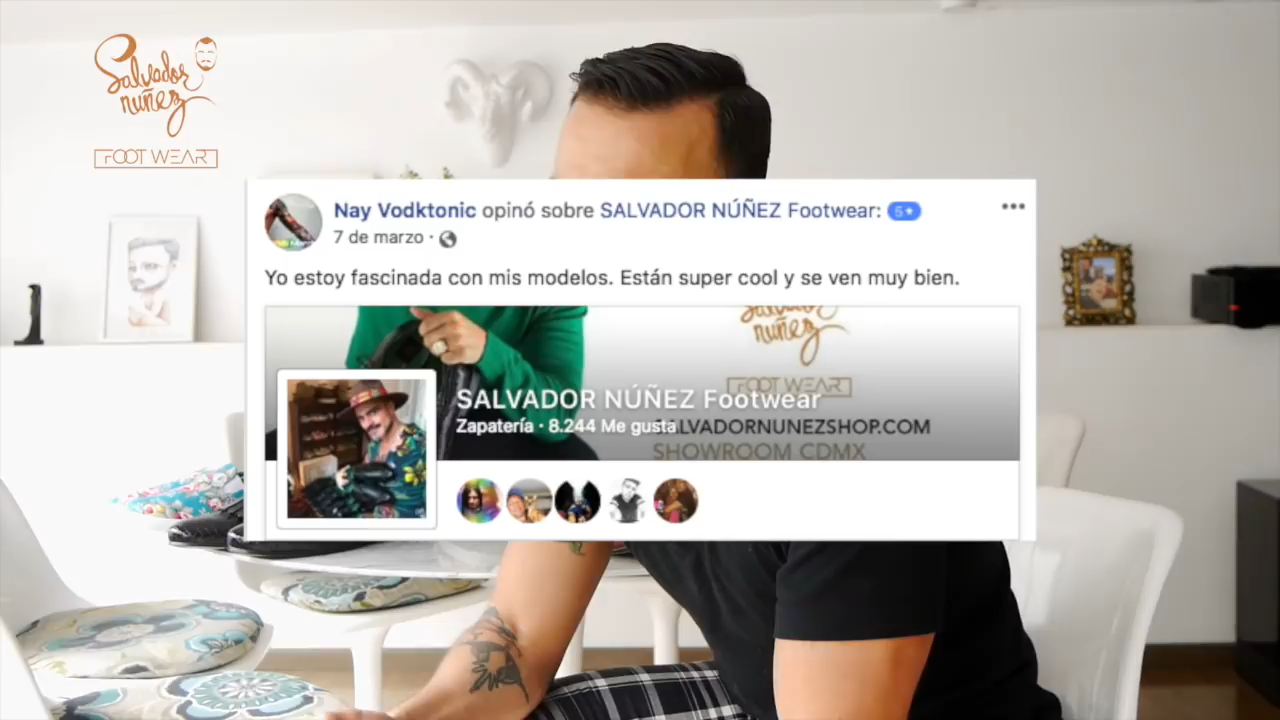 Salvador
nuñez
FOOT WEAR
Nay Vodktonic opinó sobre SALVADOR NÚÑEZ Footwear: 5★
7 de marzo ·
Yo estoy fascinada con mis modelos. Están super cool y se ven muy bien.
Salvador
nuñez
FOOT WEAR
SALVADOR NÚÑEZ Footwear
Zapatería · 8.244 Me gusta
ALVADORNUNEZSHOP.COM
SHOWROOM CDMX